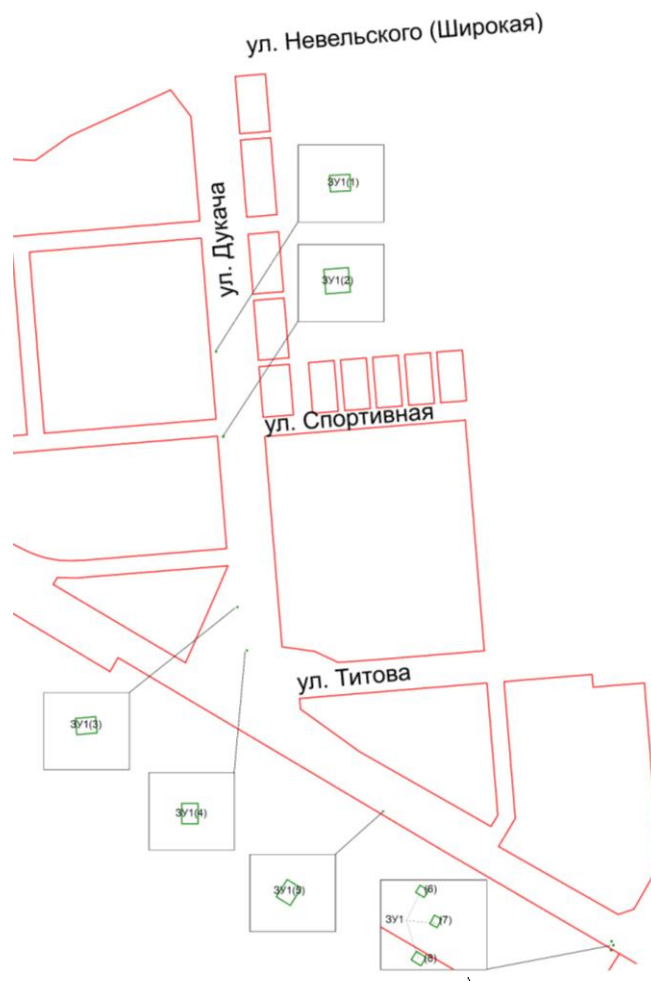 ул. Невельского (Широкая)
ЗУ1(1)
ул. Дукача
ЗУ1(2)
ул. Спортивная
ул. Титова
ЗУ1(3)
ЗУ1(4)
ЗУ1(5)
(6)
ЗУ1
(7)
(8)